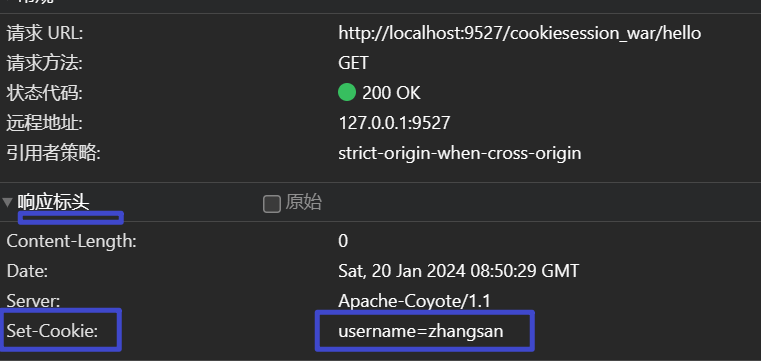 请求 URL: http://localhost:9527/cookiesession_war/hello
请求方法: GET
状态代码: 200 OK
远程地址: 127.0.0.1:9527
引用者策略: strict-origin-when-cross-origin
响应标头 原始
Content-Length: 0
Date: Sat, 20 Jan 2024 08:50:29 GMT
Server: Apache-Coyote/1.1
Set-Cookie: username=zhangsan